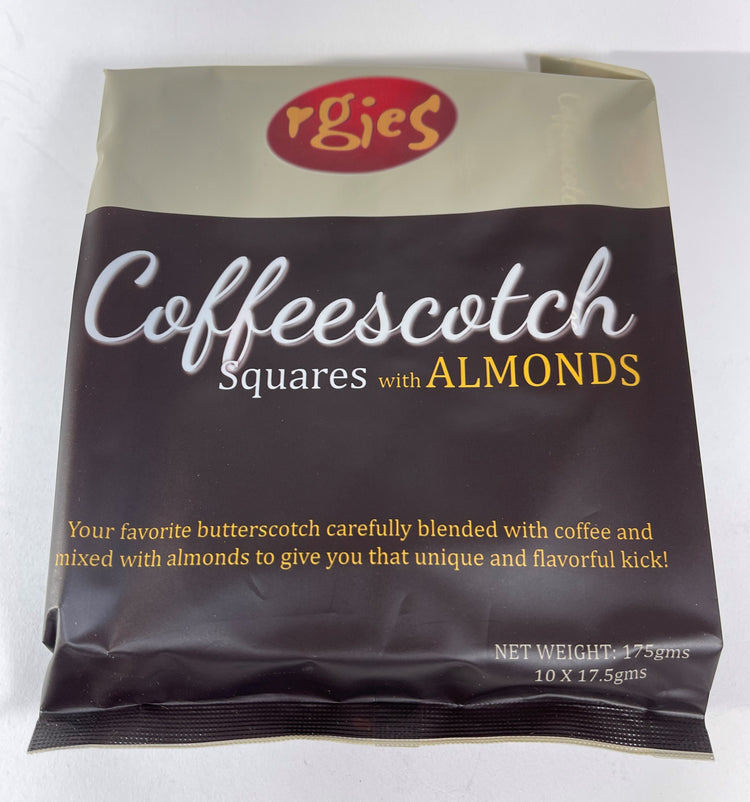 rgies
Coffeescotch
Squares with ALMONDS
Your favorite butterscotch carefully blended with coffee and
mixed with almonds to give you that unique and flavorful kick!
NET WEIGHT: 175gms
10 X 17.5gms